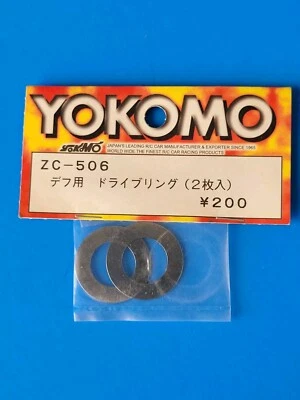 YOKOMO
YOKOMO JAPAN'S LEADING R/C CAR MANUFACTURER & EXPORTER SINCE
WORLD WIDE THE FINEST R/C CAR RACING PRODUCTS
ZC-506
デフ用 ドライブリング(2枚入)
¥200